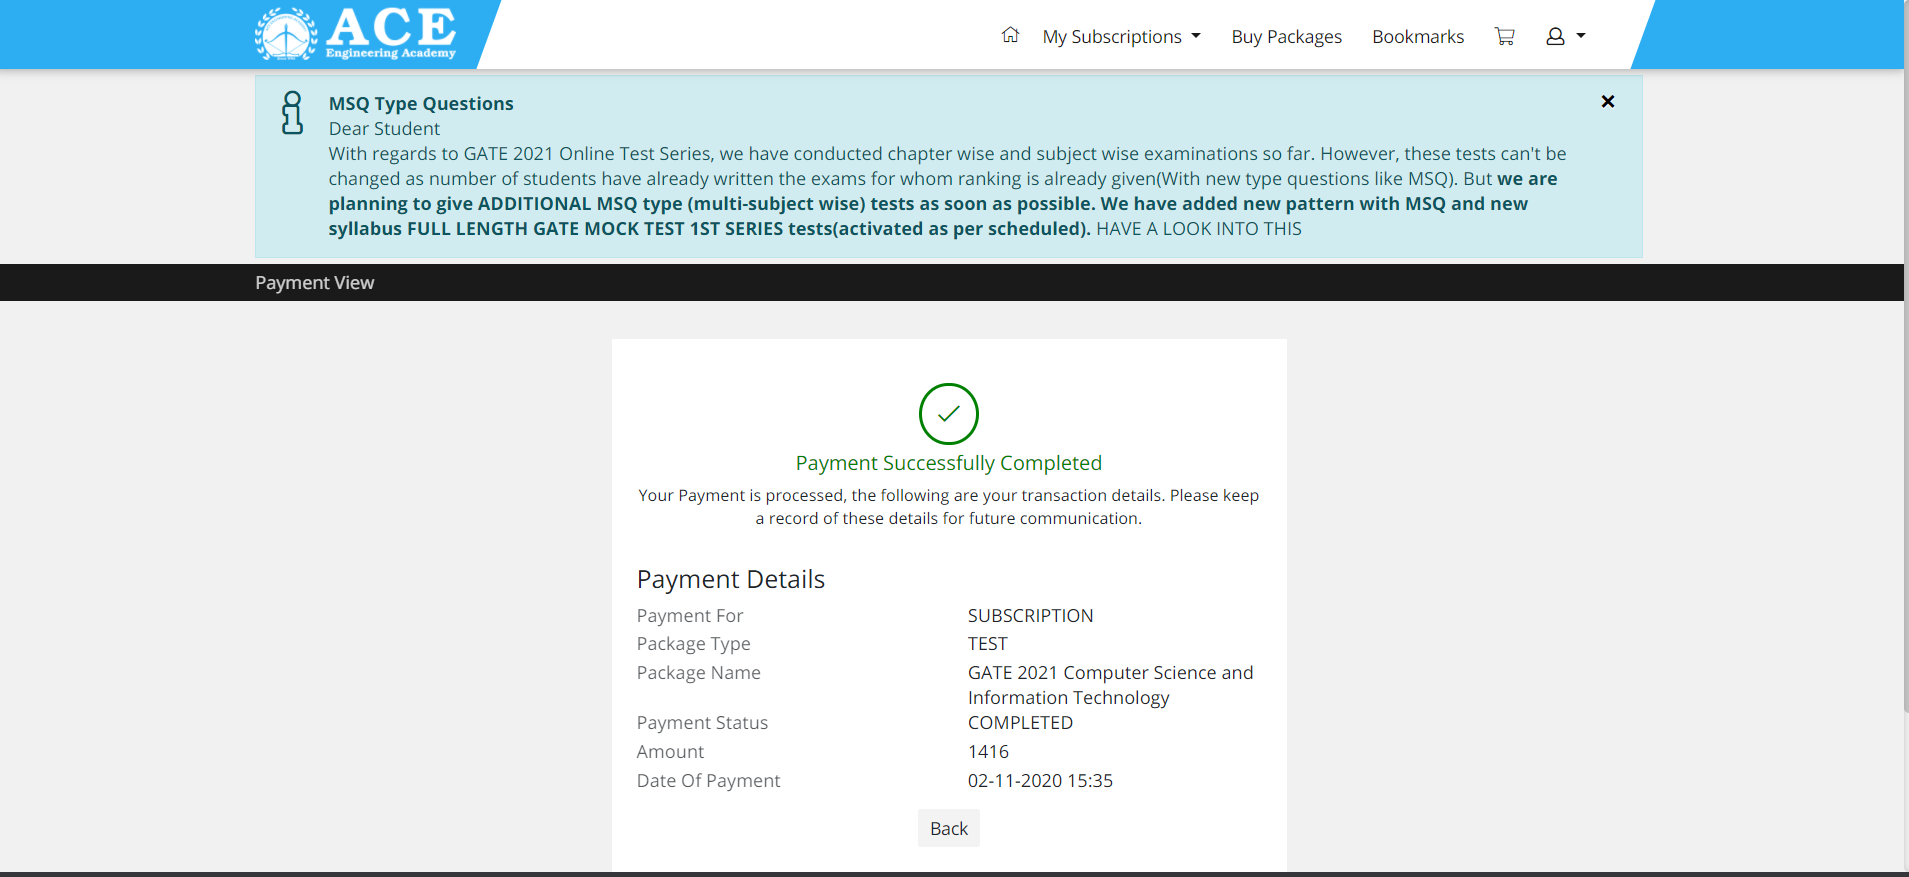 ACE
Engineering Academy
My Subscriptions
Buy Packages
Bookmarks
MSQ Type Questions
Dear Student
With regards to GATE 2021 Online Test Series, we have conducted chapter wise and subject wise examinations so far. However, these tests can't be
changed as number of students have already written the exams for whom ranking is already given(With new type questions like MSQ). But we are
planning to give ADDITIONAL MSQ type (multi-subject wise) tests as soon as possible. We have added new pattern with MSQ and new
syllabus FULL LENGTH GATE MOCK TEST 1ST SERIES tests(activated as per scheduled). HAVE A LOOK INTO THIS
Payment View
Payment Successfully Completed
Your Payment is processed, the following are your transaction details. Please keep
a record of these details for future communication.
Payment Details
Payment For SUBSCRIPTION
Package Type TEST
Package Name GATE 2021 Computer Science and
Information Technology
Payment Status COMPLETED
Amount 1416
Date Of Payment 02-11-2020 15:35
Back